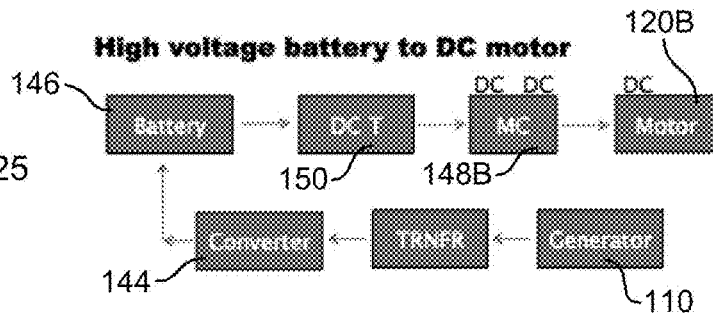 120B
High voltage battery to DC motor
146
DC DC DC
Battery DC T MC Motor
25
150 148B
Converter TRNFR Generator
144 110